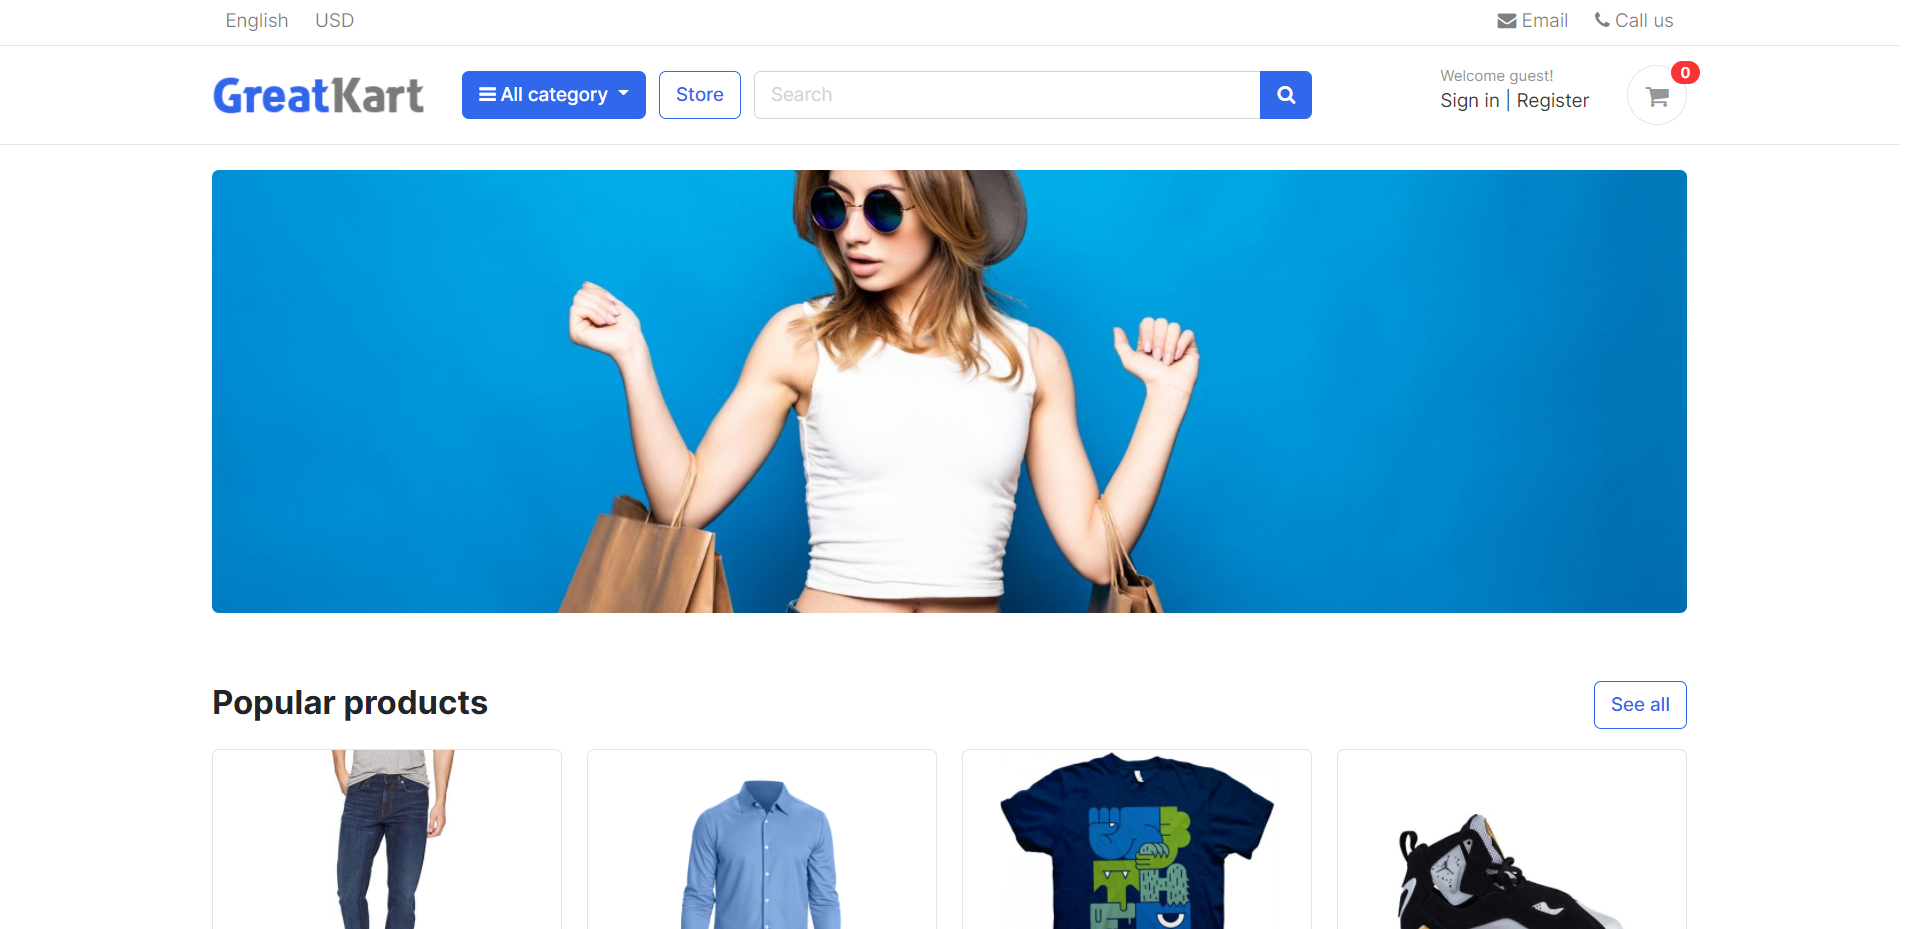 English USD Email Call us
GreatKart All category Store Search Welcome guest! 0
Sign in | Register
Popular products See all